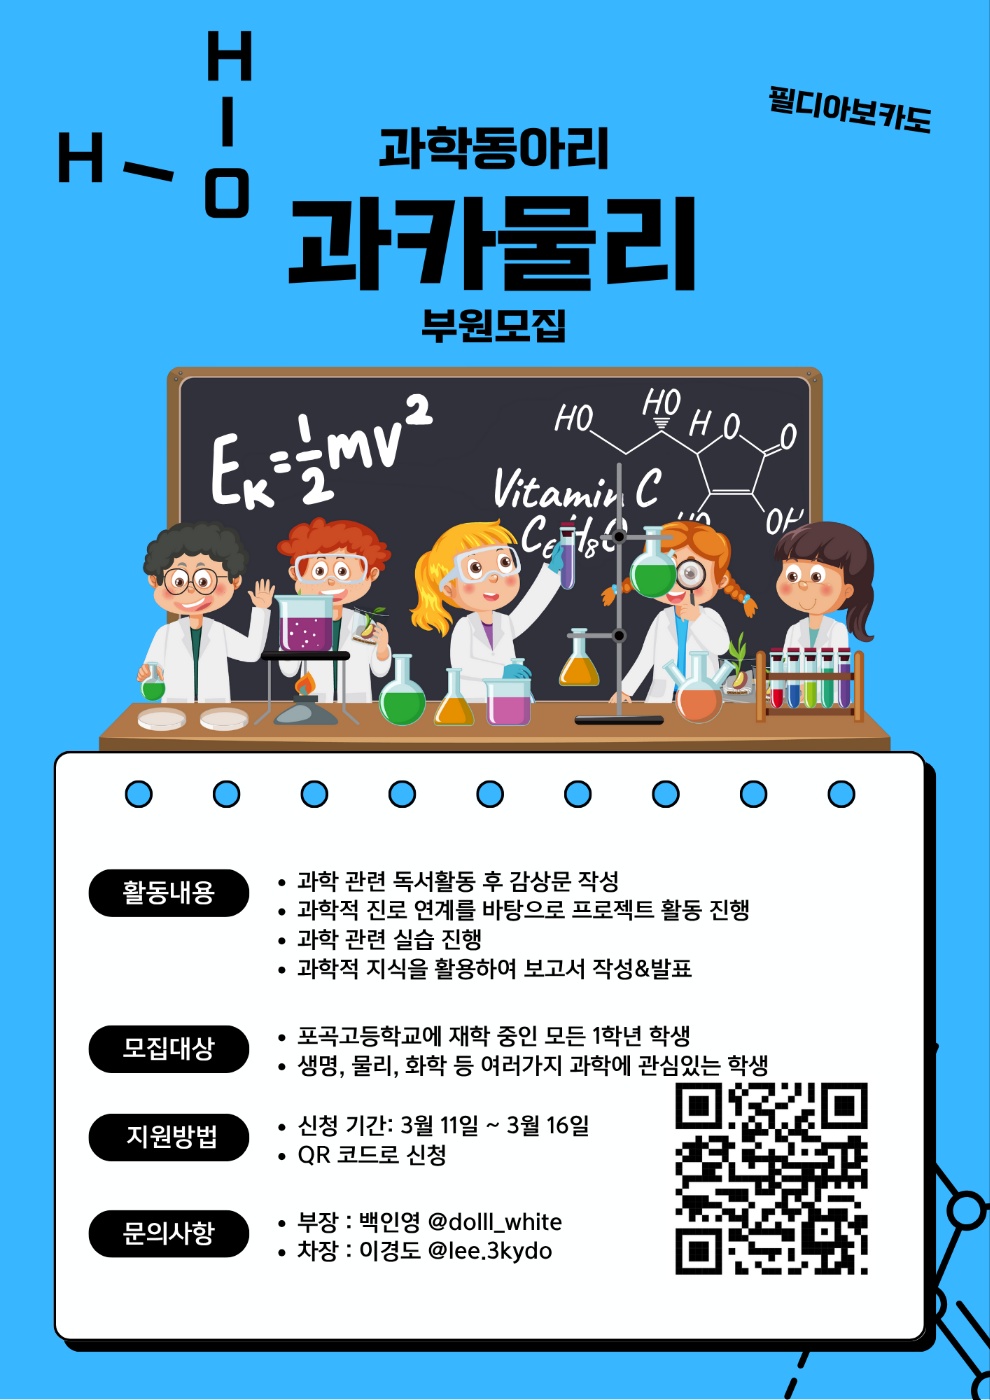 H
H
O
필디아보카도
과학동아리
과카물리
부원모집
E_K=½mv²
HO
HO
H
O
O
Vitamin C
HO
OH
C₆H₈O
활동내용
과학 관련 독서활동 후 감상문 작성
과학적 진로 연계를 바탕으로 프로젝트 활동 진행
과학 관련 실습 진행
과학적 지식을 활용하여 보고서 작성&발표
모집대상
포곡고등학교에 재학 중인 모든 1학년 학생
생명, 물리, 화학 등 여러가지 과학에 관심있는 학생
지원방법
신청 기간: 3월 11일 ~ 3월 16일
QR 코드로 신청
문의사항
부장 : 백인영 @dolll_white
차장 : 이경도 @lee.3kydo